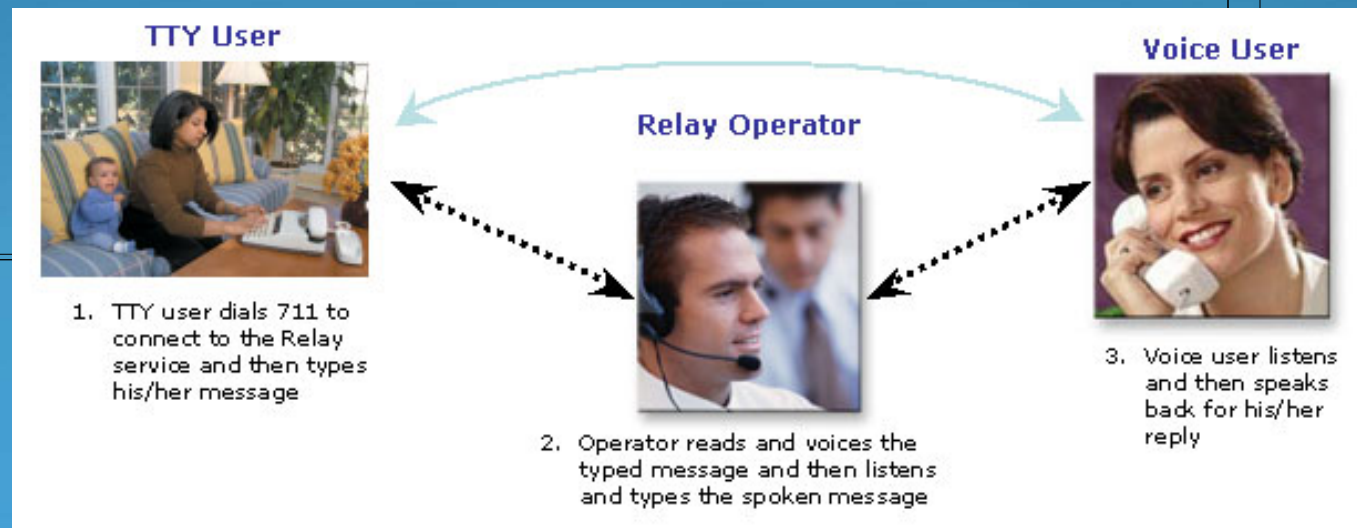 TTY User
1. TTY user dials 711 to
connect to the Relay
service and then types
his/her message
Relay Operator
2. Operator reads and voices the
typed message and then listens
and types the spoken message
Voice User
3. Voice user listens
and then speaks
back for his/her
reply